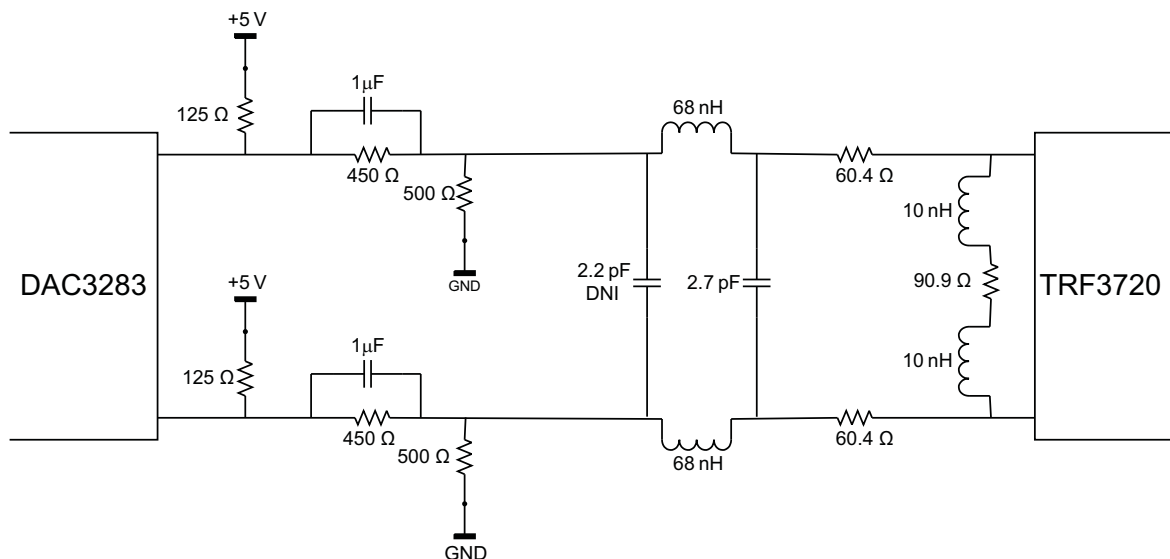 +5 V
125 Ω
1μF
450 Ω
500 Ω
GND
68 nH
60.4 Ω
10 nH
90.9 Ω
10 nH
2.2 pF
DNI
2.7 pF
DAC3283
TRF3720
+5 V
125 Ω
1μF
450 Ω
500 Ω
GND
68 nH
60.4 Ω